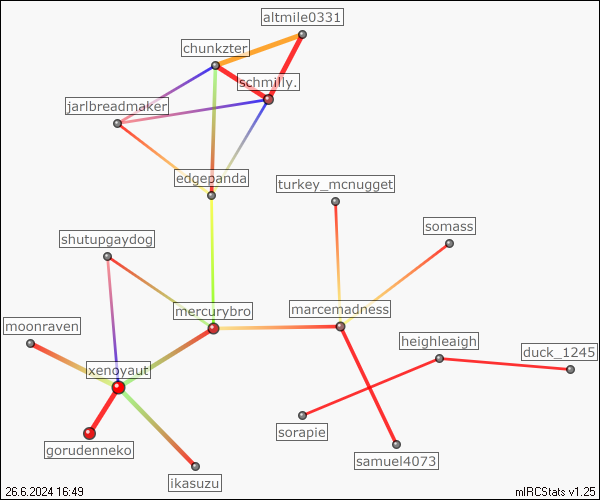 altmile0331
chunkzter
schmilly.
jarlbreadmaker
edgepanda
turkey_mcnugget
somass
shutupgaydog
mercurybro
marcemadness
moonraven
heighleaigh
duck_1245
xenoyaut
sorapie
gorudenneko
samuel4073
ikasuzu
26.6.2024 16:49
mIRCStats v1.25